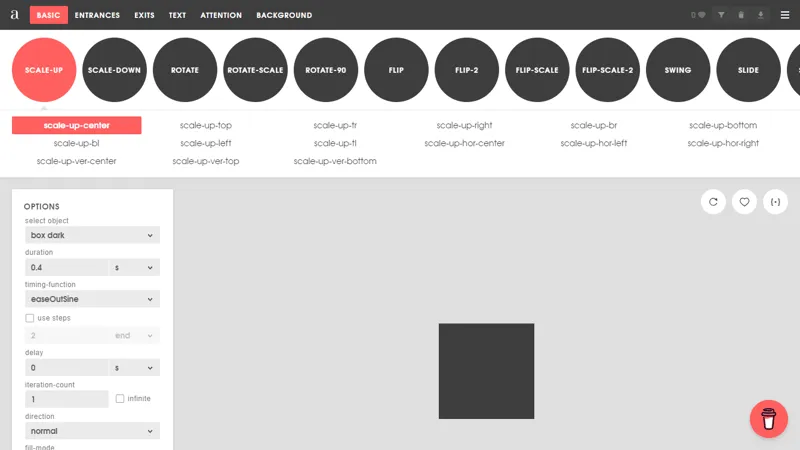 a BASIC ENTRANCES EXITS TEXT ATTENTION BACKGROUND
SCALE-UP SCALE-DOWN ROTATE ROTATE-SCALE ROTATE-90 FLIP FLIP-2 FLIP-SCALE FLIP-SCALE-2 SWING SLIDE
scale-up-center scale-up-top scale-up-tr scale-up-right scale-up-br scale-up-bottom
scale-up-bl scale-up-left scale-up-tl scale-up-hor-center scale-up-hor-left scale-up-hor-right
scale-up-ver-center scale-up-ver-top scale-up-ver-bottom
OPTIONS
select object
box dark
duration
0.4 s
timing-function
easeOutSine
use steps
2 end
delay
0 s
iteration-count
1 infinite
direction
normal
fill-mode